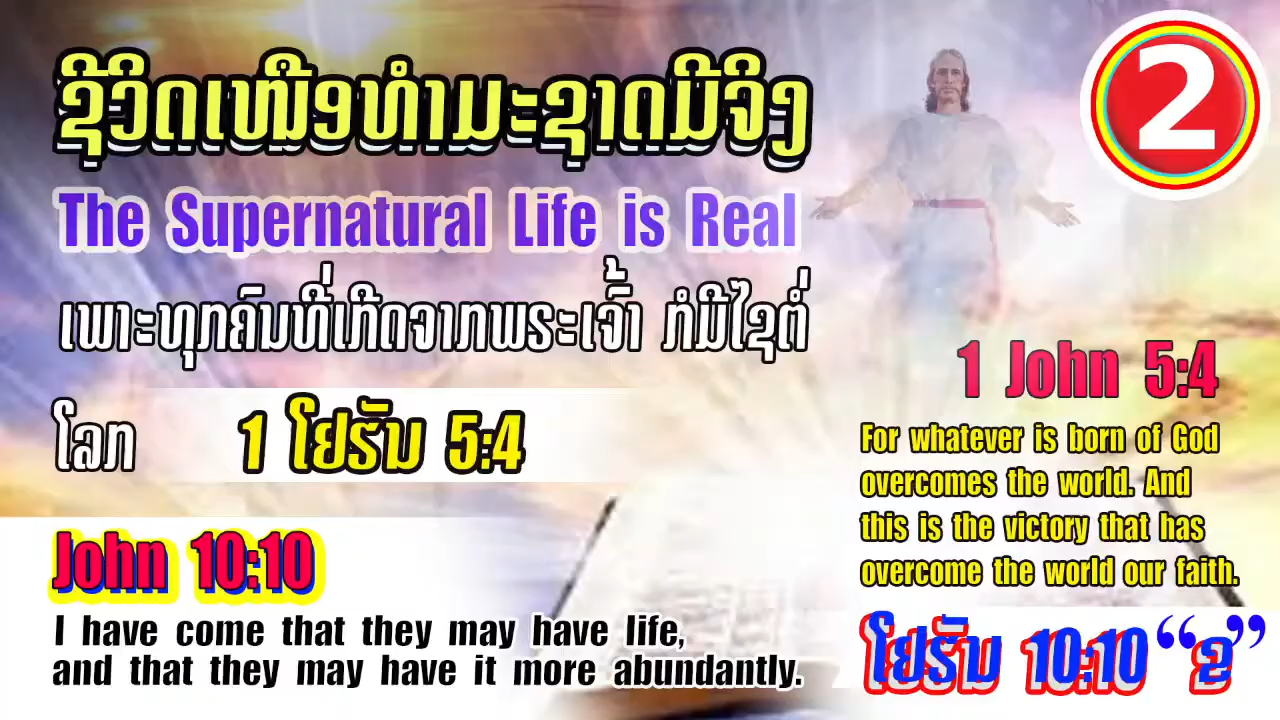 ຊີວິດເໜືອທຳມະຊາດມີຈິງ
2
The Supernatural Life is Real
ເພາະທຸກຄົນທີ່ເກີດຈາກພຣະເຈົ້າ ກໍມີໄຊຕໍ່
ໂລກ 1 ໂຢຮັນ 5:4
1 John 5:4
For whatever is born of God
overcomes the world. And
this is the victory that has
overcome the world our faith.
John 10:10
I have come that they may have life,
and that they may have it more abundantly.
ໂຢຮັນ 10:10 “ຂ”